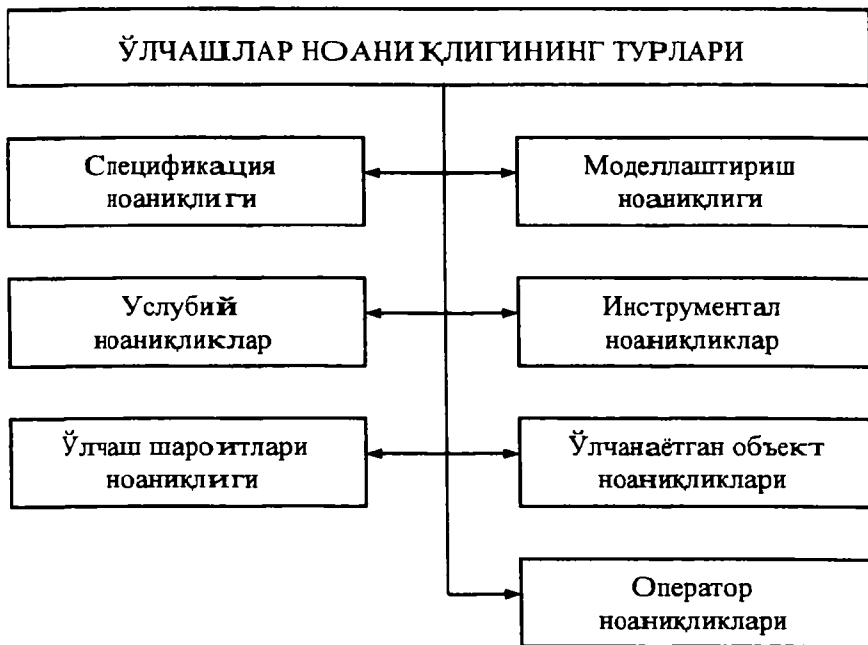 ЎЛЧАШЛАР НОАНИҚЛИГИНИНГ ТУРЛАРИ
Спецификация
ноаниқлиги
Моделлаштириш
ноаниқлиги
Услубий
ноаниқликлар
Инструментал
ноаниқликлар
Ўлчаш шароитлари
ноаниқлиги
Ўлчанаётган объект
ноаниқликлари
Оператор
ноаниқликлари